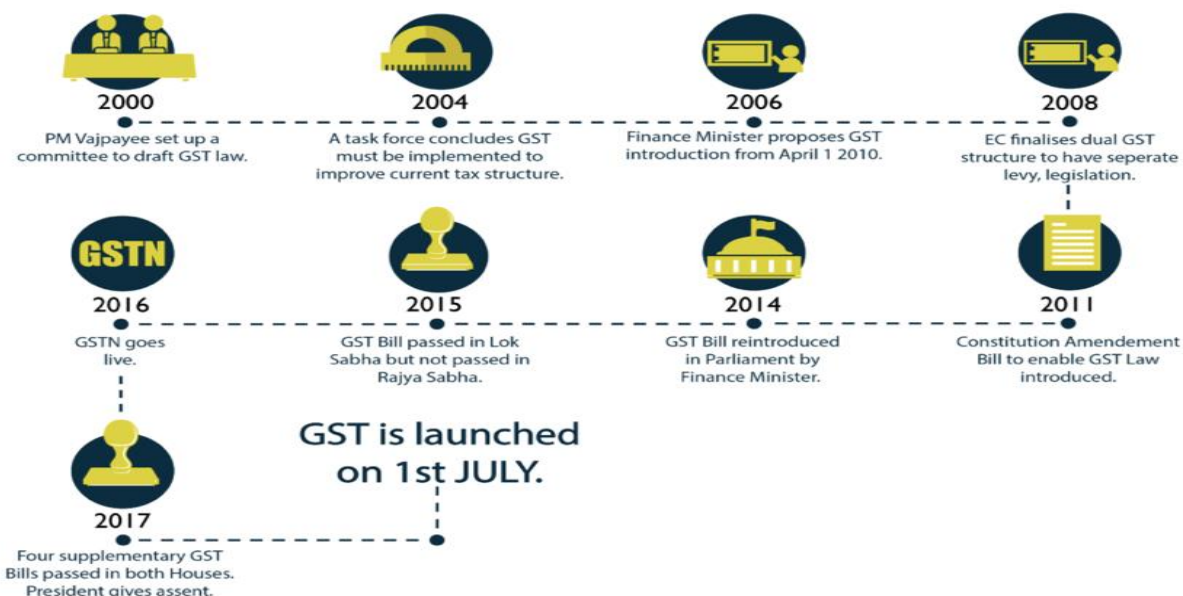 2000
PM Vajpayee set up a
committee to draft GST law.
2004
A task force concludes GST
must be implemented to
improve current tax structure.
2006
Finance Minister proposes GST
introduction from April 1 2010.
2008
EC finalises dual GST
structure to have seperate
levy, legislation.
2011
Constitution Amendement
Bill to enable GST Law
introduced.
2014
GST Bill reintroduced
in Parliament by
Finance Minister.
2015
GST Bill passed in Lok
Sabha but not passed in
Rajya Sabha.
GSTN
2016
GSTN goes
live.
2017
Four supplementary GST
Bills passed in both Houses.
President gives assent.
GST is launched
on 1st JULY.